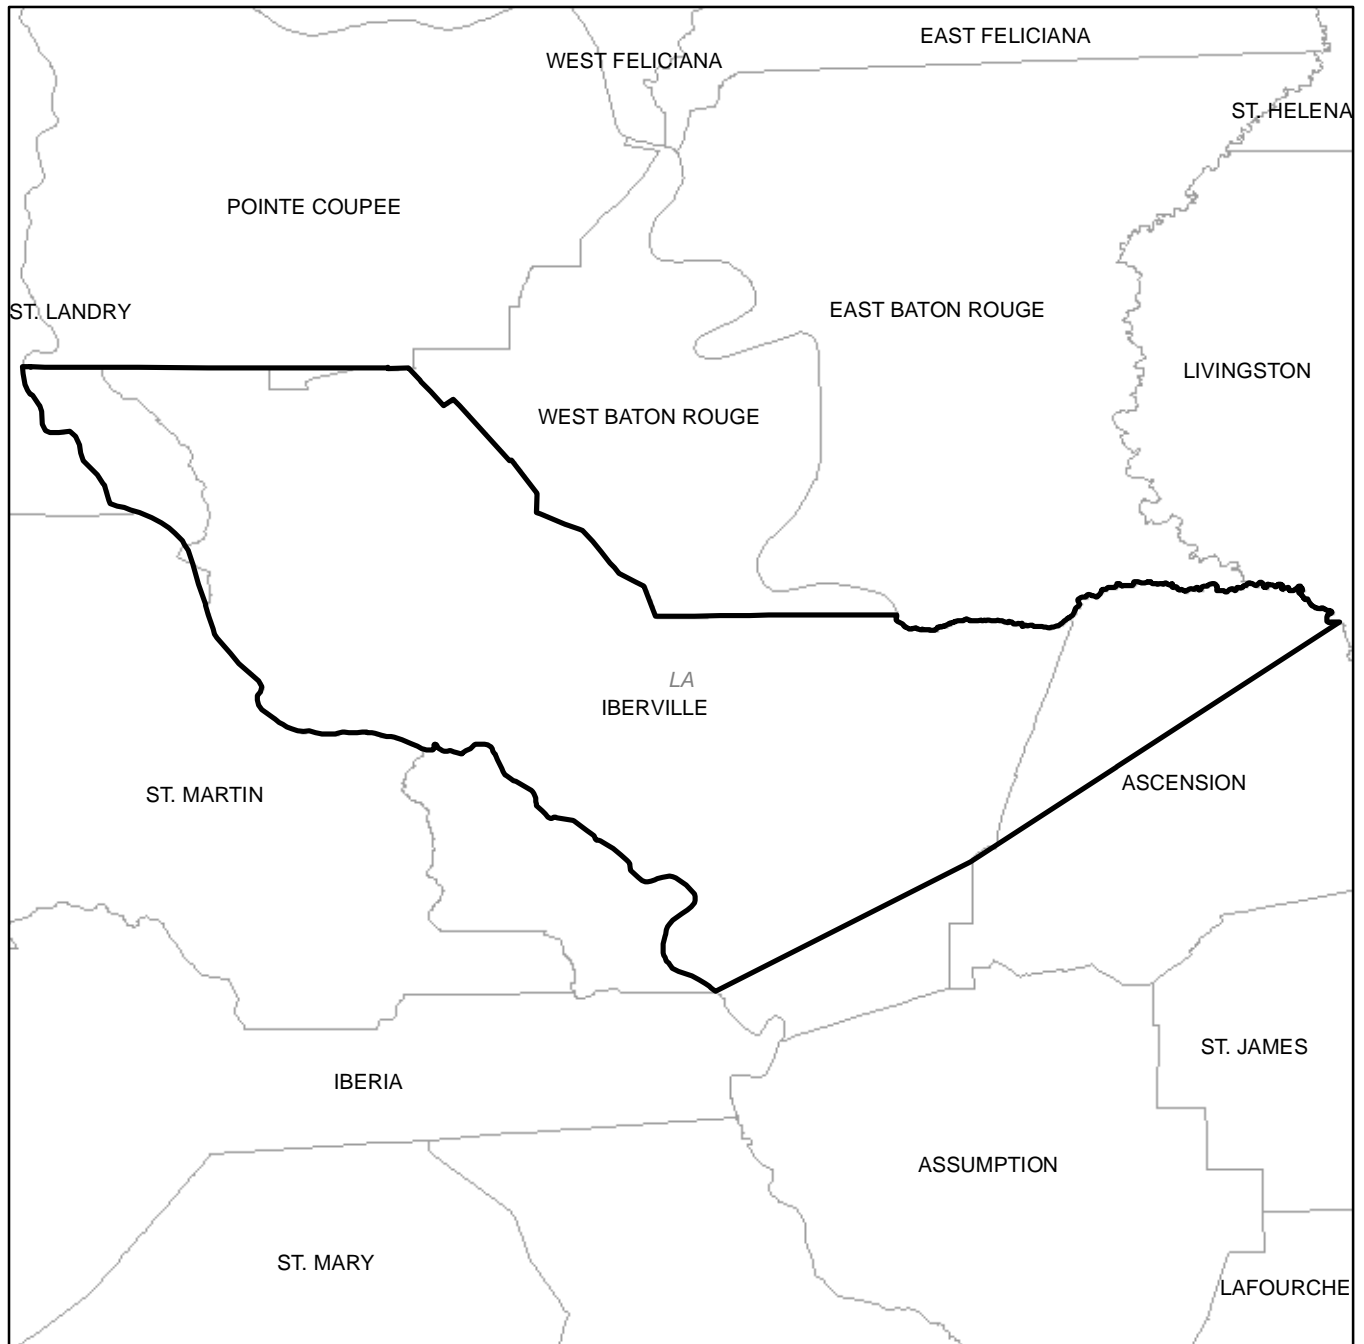 EAST FELICIANA
WEST FELICIANA
ST. HELENA
POINTE COUPEE
ST. LANDRY
EAST BATON ROUGE
LIVINGSTON
WEST BATON ROUGE
LA
IBERVILLE
ASCENSION
ST. MARTIN
ST. JAMES
IBERIA
ASSUMPTION
ST. MARY
LAFOURCHE